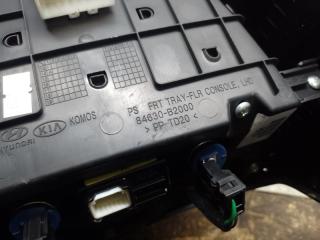 HYUNDAI KIA KOMOS PS FRT TRAY-FLR CONSOLE, LHD
84630-B2000
> PP-TD20 <